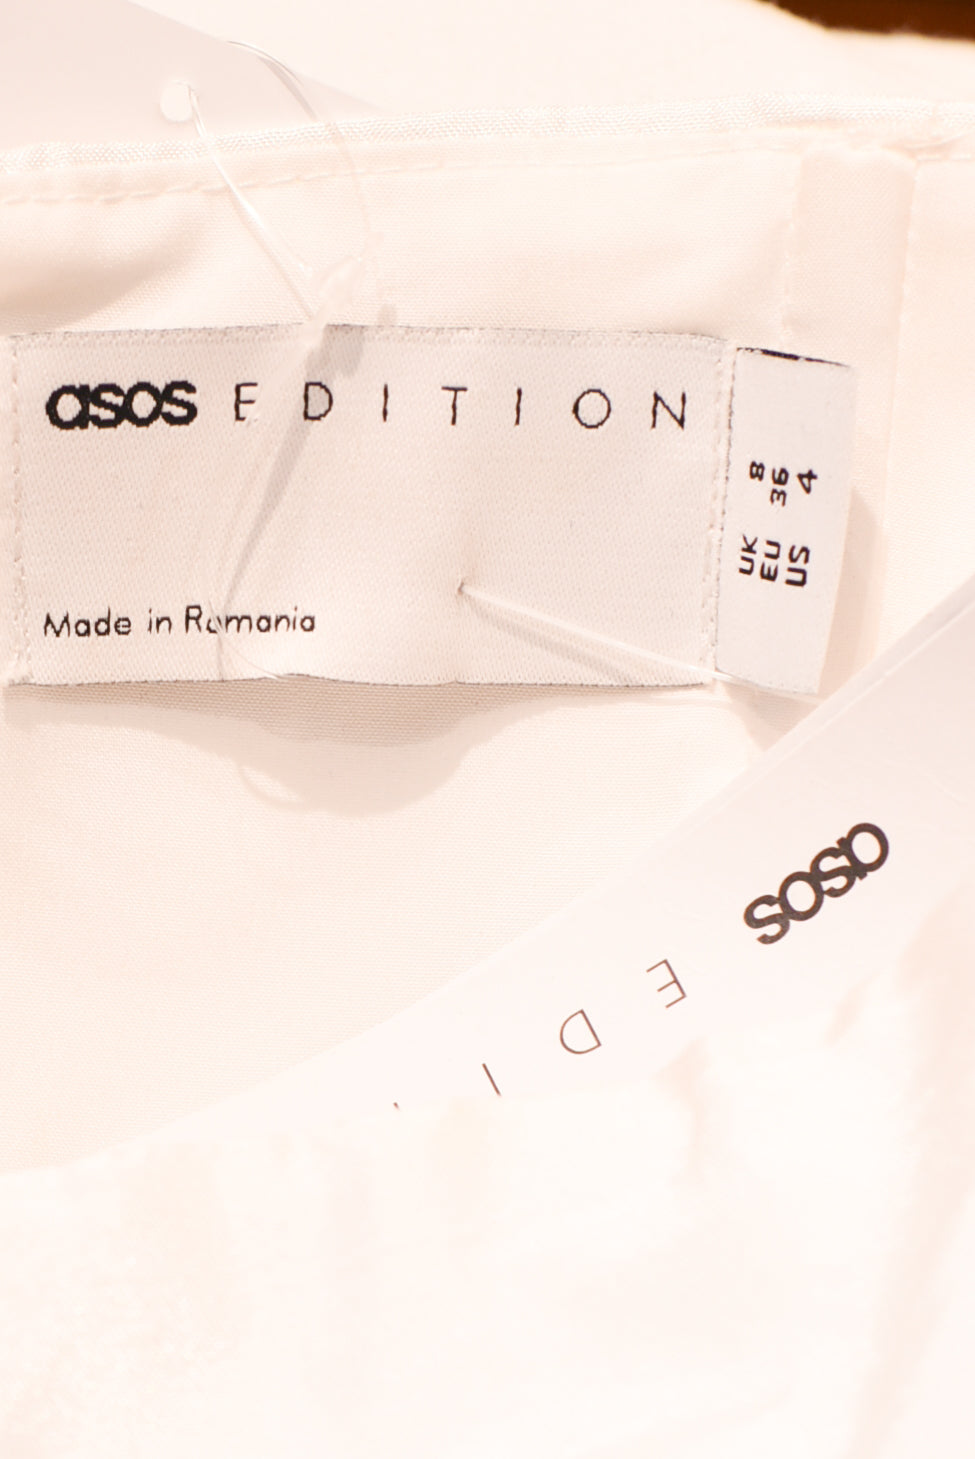 asos EDITION
Made in Romania
UK 8
EU 36
US 4
asos EDI